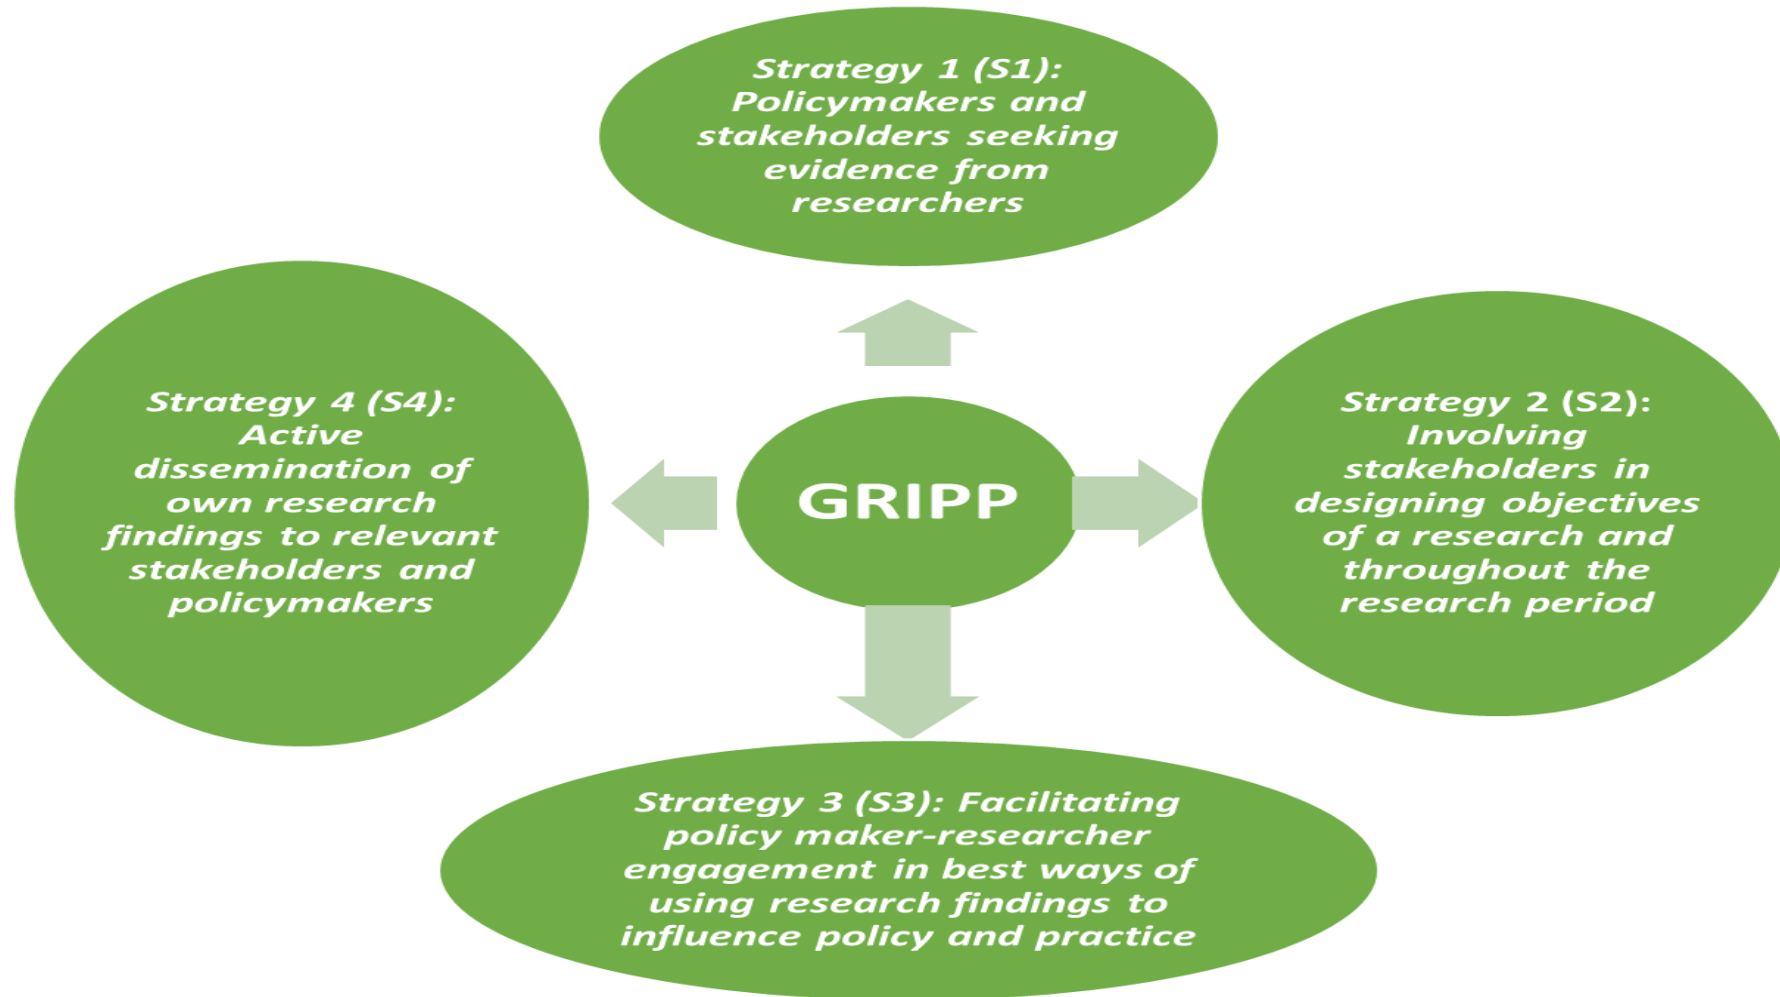 Strategy 1 (S1):
Policymakers and
stakeholders seeking
evidence from
researchers
Strategy 4 (S4):
Active
dissemination of
own research
findings to relevant
stakeholders and
policymakers
GRIPP
Strategy 2 (S2):
Involving
stakeholders in
designing objectives
of a research and
throughout the
research period
Strategy 3 (S3): Facilitating
policy maker-researcher
engagement in best ways of
using research findings to
influence policy and practice